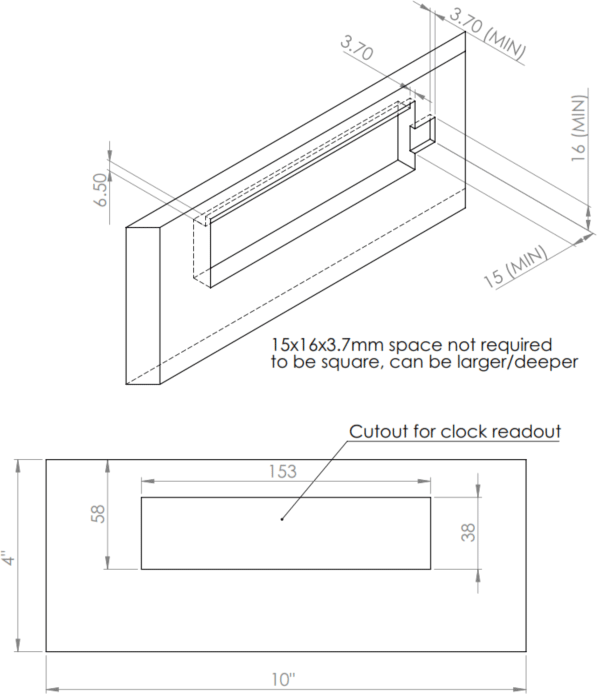 3.70
3.70 (MIN)
6.50
16 (MIN)
15 (MIN)
15x16x3.7mm space not required
to be square, can be larger/deeper
Cutout for clock readout
153
58
38
4"
10"